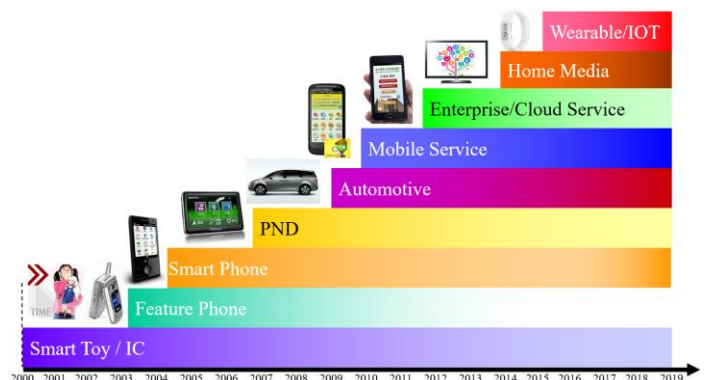 Wearable/IOT
Home Media
Enterprise/Cloud Service
Mobile Service
Automotive
PND
Smart Phone
Feature Phone
TIME
Smart Toy / IC
2000 2001 2002 2003 2004 2005 2006 2007 2008 2009 2010 2011 2012 2013 2014 2015 2016 2017 2018 2019